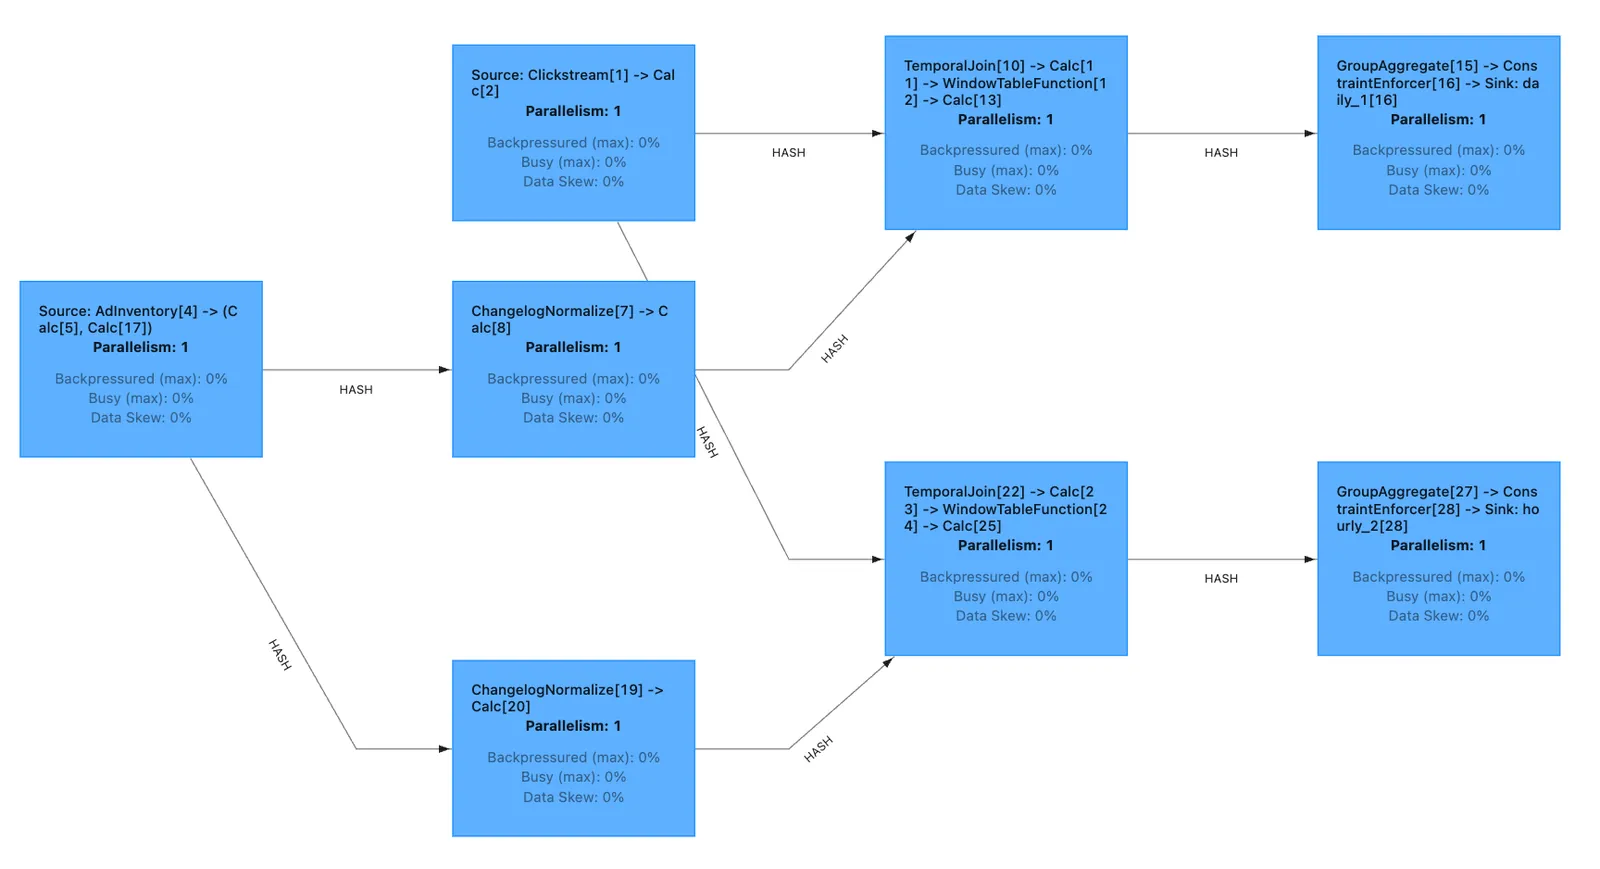 Source: Clickstream[1] -> Cal
c[2]
Parallelism: 1
Backpressured (max): 0%
Busy (max): 0%
Data Skew: 0%
HASH
TemporalJoin[10] -> Calc[1
1] -> WindowTableFunction[1
2] -> Calc[13]
Parallelism: 1
Backpressured (max): 0%
Busy (max): 0%
Data Skew: 0%
HASH
GroupAggregate[15] -> Cons
traintEnforcer[16] -> Sink: da
ily_1[16]
Parallelism: 1
Backpressured (max): 0%
Busy (max): 0%
Data Skew: 0%
Source: AdInventory[4] -> (C
alc[5], Calc[17])
Parallelism: 1
Backpressured (max): 0%
Busy (max): 0%
Data Skew: 0%
HASH
ChangelogNormalize[7] -> C
alc[8]
Parallelism: 1
Backpressured (max): 0%
Busy (max): 0%
Data Skew: 0%
HASH
HASH
TemporalJoin[22] -> Calc[2
3] -> WindowTableFunction[2
4] -> Calc[25]
Parallelism: 1
Backpressured (max): 0%
Busy (max): 0%
Data Skew: 0%
HASH
GroupAggregate[27] -> Cons
traintEnforcer[28] -> Sink: ho
urly_2[28]
Parallelism: 1
Backpressured (max): 0%
Busy (max): 0%
Data Skew: 0%
HASH
ChangelogNormalize[19] ->
Calc[20]
Parallelism: 1
Backpressured (max): 0%
Busy (max): 0%
Data Skew: 0%
HASH